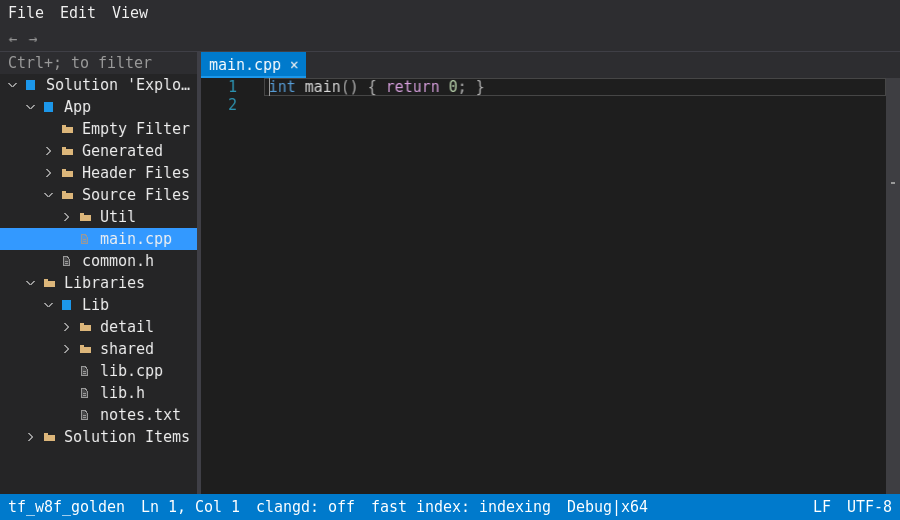 File Edit View
← →
Ctrl+; to filter
Solution 'Explo…
App
Empty Filter
Generated
Header Files
Source Files
Util
main.cpp
common.h
Libraries
Lib
detail
shared
lib.cpp
lib.h
notes.txt
Solution Items
main.cpp ×
1 int main() { return 0; }
2
tf_w8f_golden Ln 1, Col 1 clangd: off fast index: indexing Debug|x64 LF UTF-8